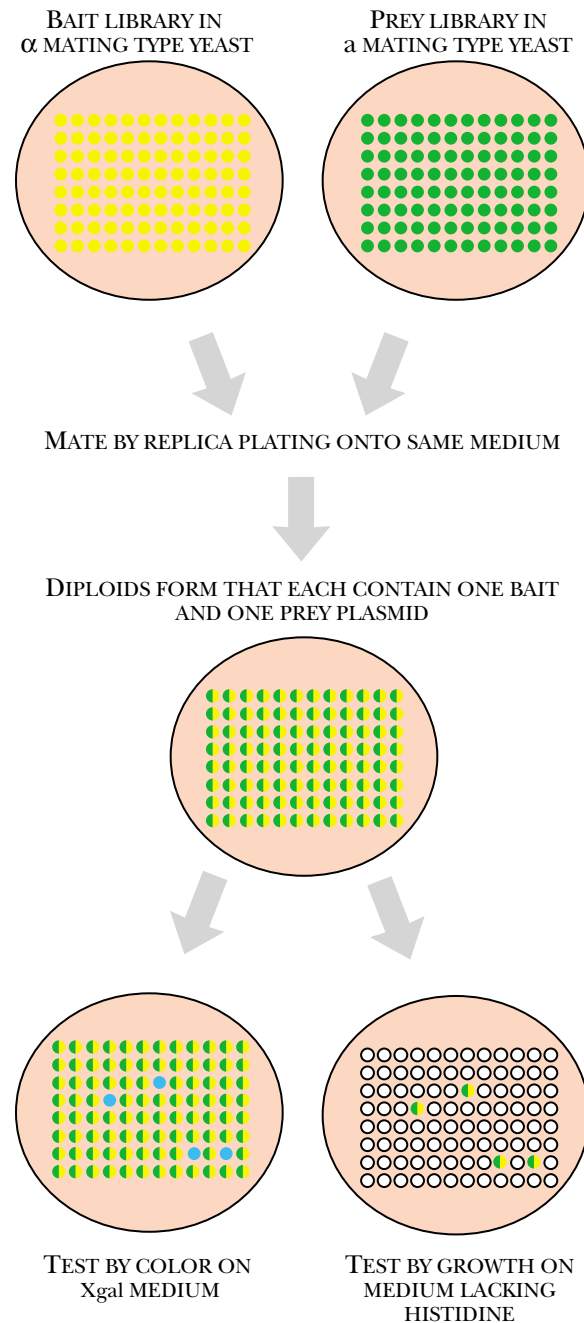 BAIT LIBRARY IN
α MATING TYPE YEAST
PREY LIBRARY IN
a MATING TYPE YEAST
MATE BY REPLICA PLATING ONTO SAME MEDIUM
DIPLOIDS FORM THAT EACH CONTAIN ONE BAIT
AND ONE PREY PLASMID
TEST BY COLOR ON
Xgal MEDIUM
TEST BY GROWTH ON
MEDIUM LACKING
HISTIDINE